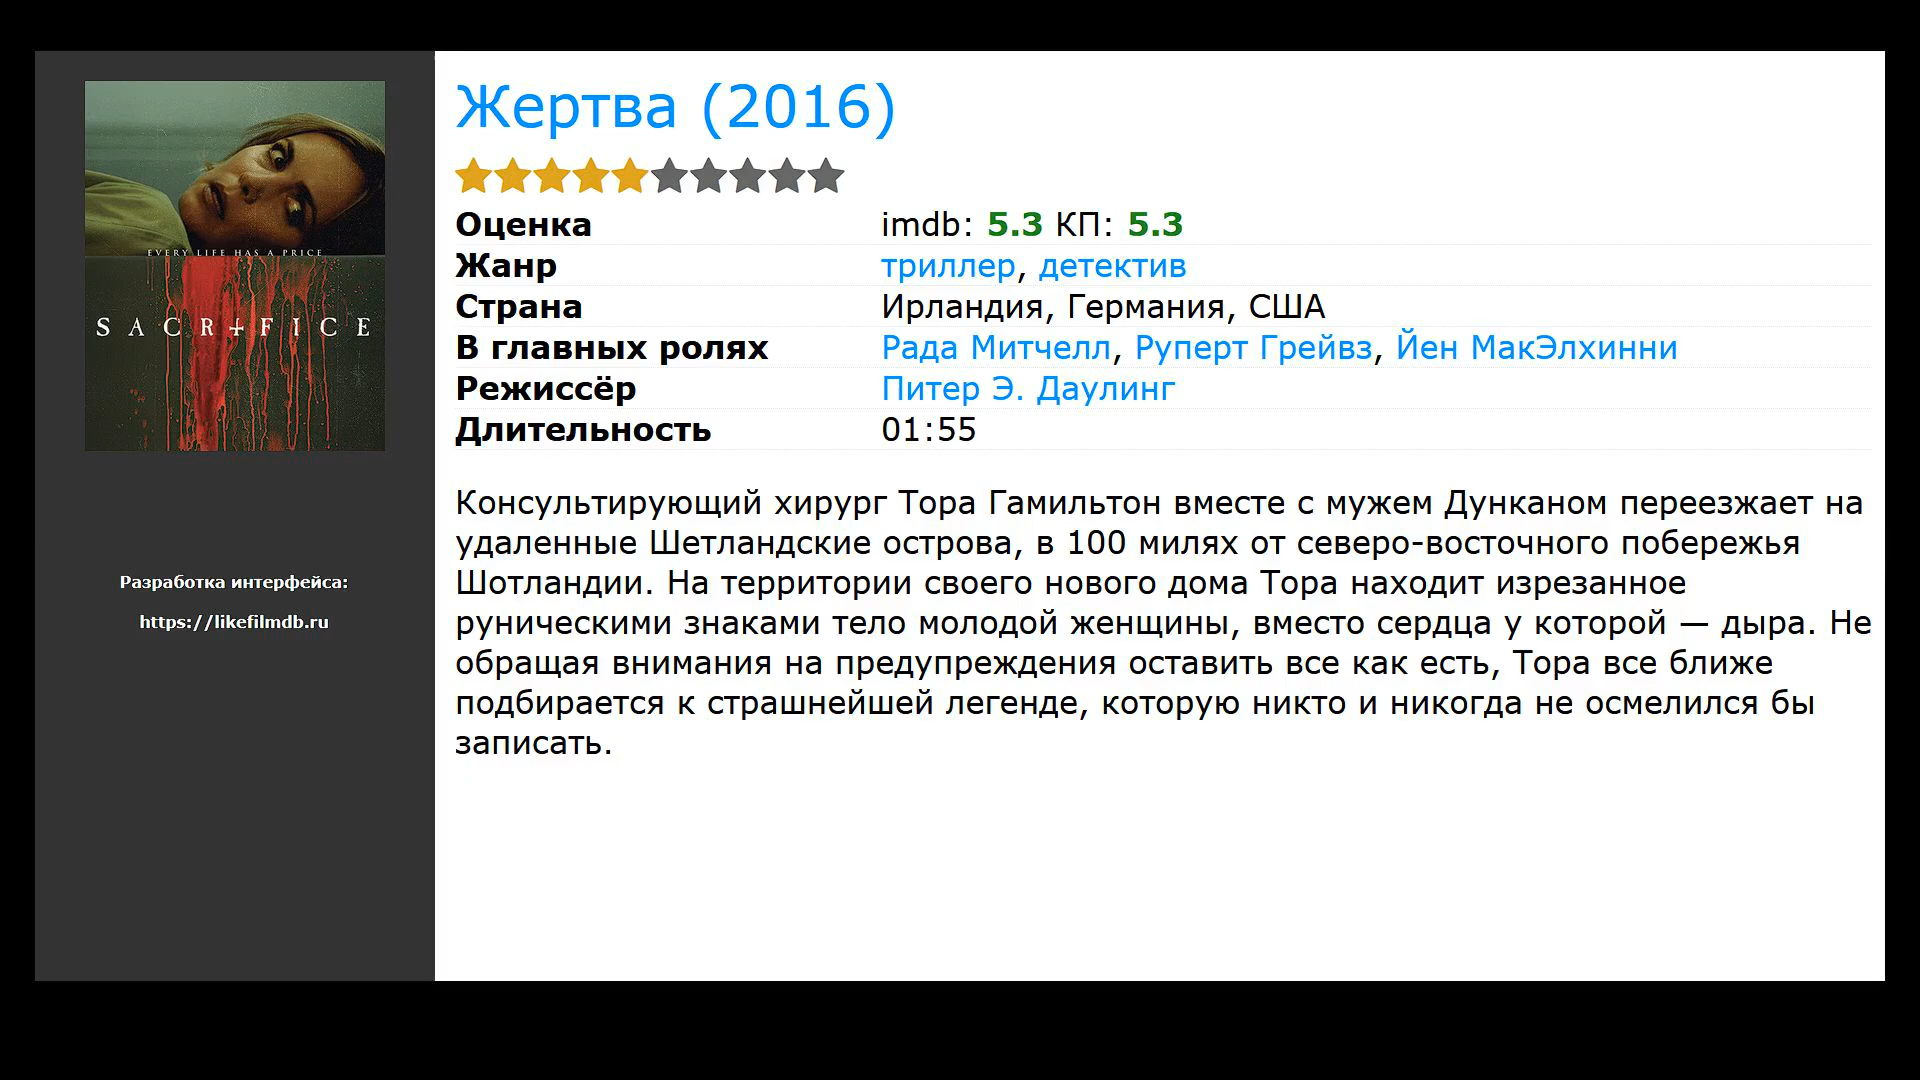 EVERY LIFE HAS A PRICE
SACRIFICE
Разработка интерфейса:
https://likefilmdb.ru
Жертва (2016)
Оценка imdb: 5.3 КП: 5.3
Жанр триллер, детектив
Страна Ирландия, Германия, США
В главных ролях Рада Митчелл, Руперт Грейвз, Йен МакЭлхинни
Режиссёр Питер Э. Даулинг
Длительность 01:55
Консультирующий хирург Тора Гамильтон вместе с мужем Дунканом переезжает на
удаленные Шетландские острова, в 100 милях от северо-восточного побережья
Шотландии. На территории своего нового дома Тора находит изрезанное
руническими знаками тело молодой женщины, вместо сердца у которой — дыра. Не
обращая внимания на предупреждения оставить все как есть, Тора все ближе
подбирается к страшнейшей легенде, которую никто и никогда не осмелился бы
записать.